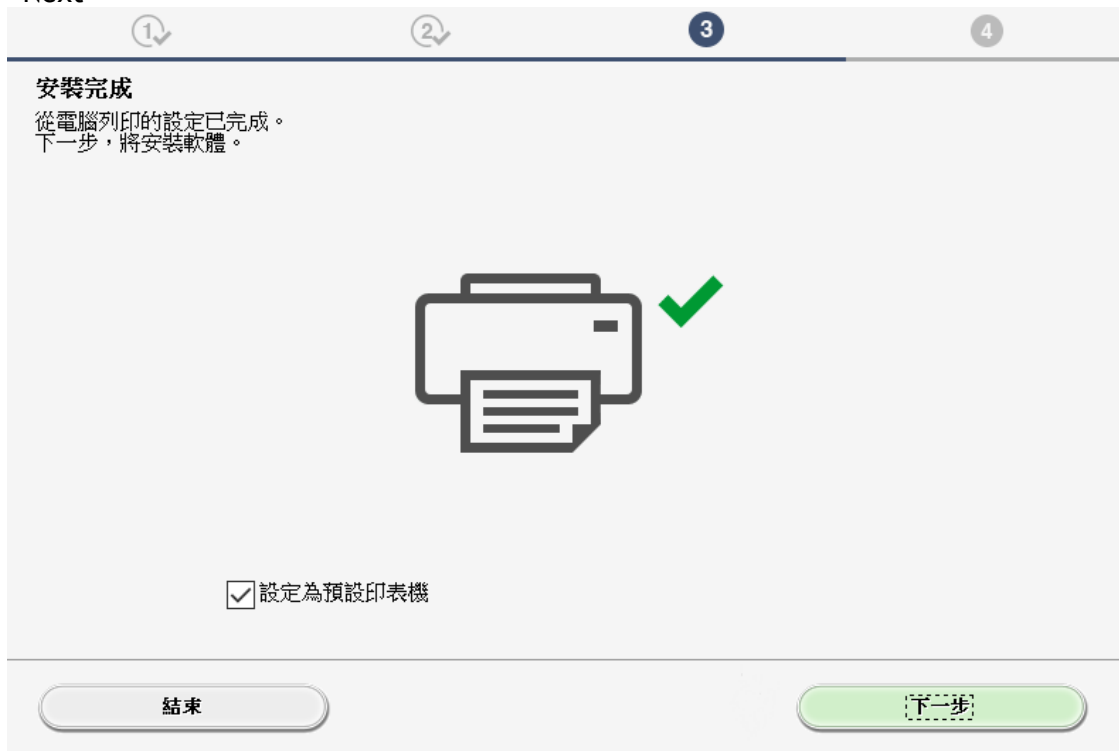 Next
1
2
3
4
安裝完成
從電腦列印的設定已完成。
下一步，將安裝軟體。
設定為預設印表機
結束
下一步